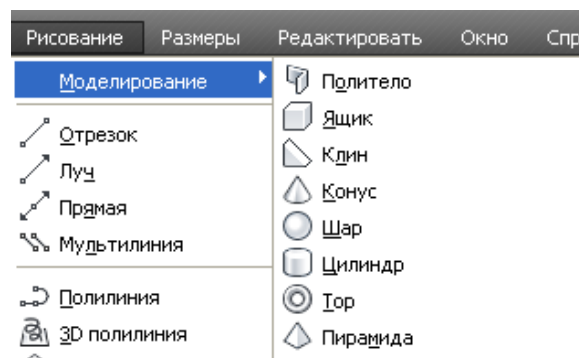 Рисование Размеры Редактировать Окно Спр
Моделирование
Отрезок
Луч
Прямая
Мультилиния
Полилиния
3D полилиния
Политело
Ящик
Клин
Конус
Шар
Цилиндр
Тор
Пирамида